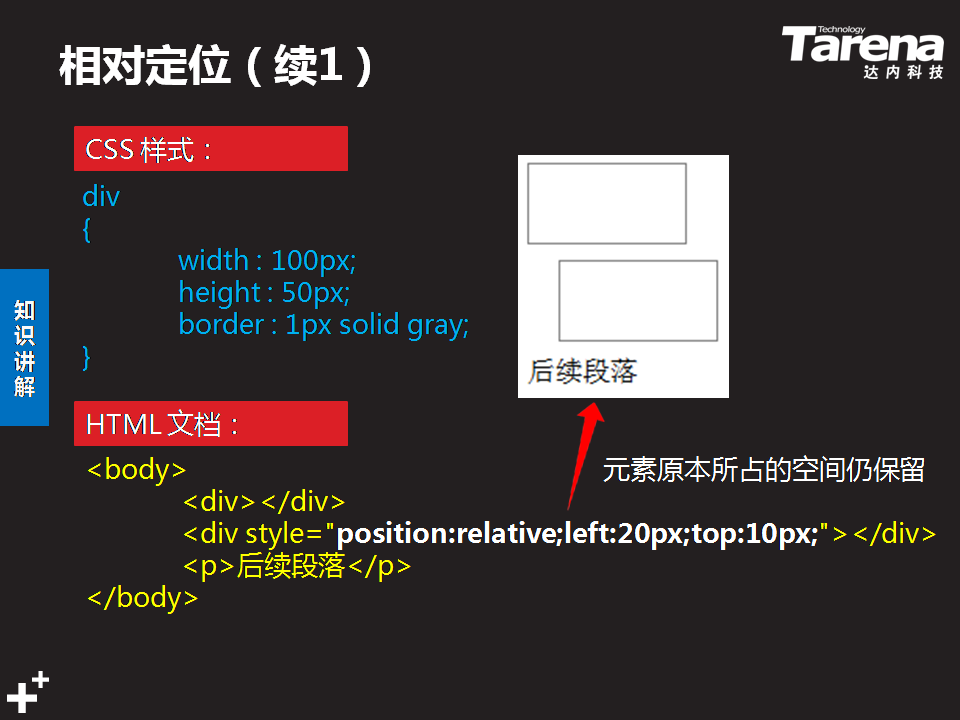 相对定位（续1）
Technology
Tarena
达内科技
CSS 样式：
div
{
width : 100px;
height : 50px;
border : 1px solid gray;
}
后续段落
知识讲解
HTML 文档：
元素原本所占的空间仍保留
<body>
<div></div>
<div style="position:relative;left:20px;top:10px;"></div>
<p>后续段落</p>
</body>